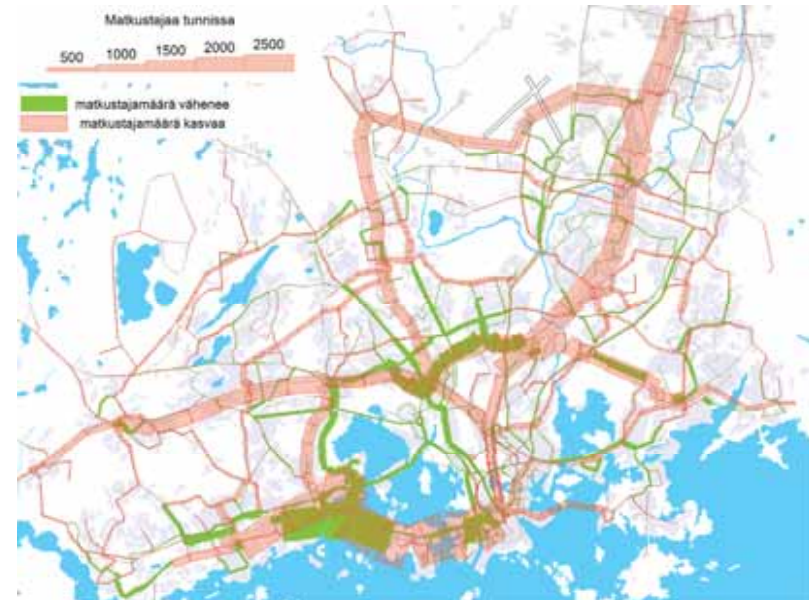 Matkustajaa tunnissa
500 1000 1500 2000 2500
matkustajamäärä vähenee
matkustajamäärä kasvaa